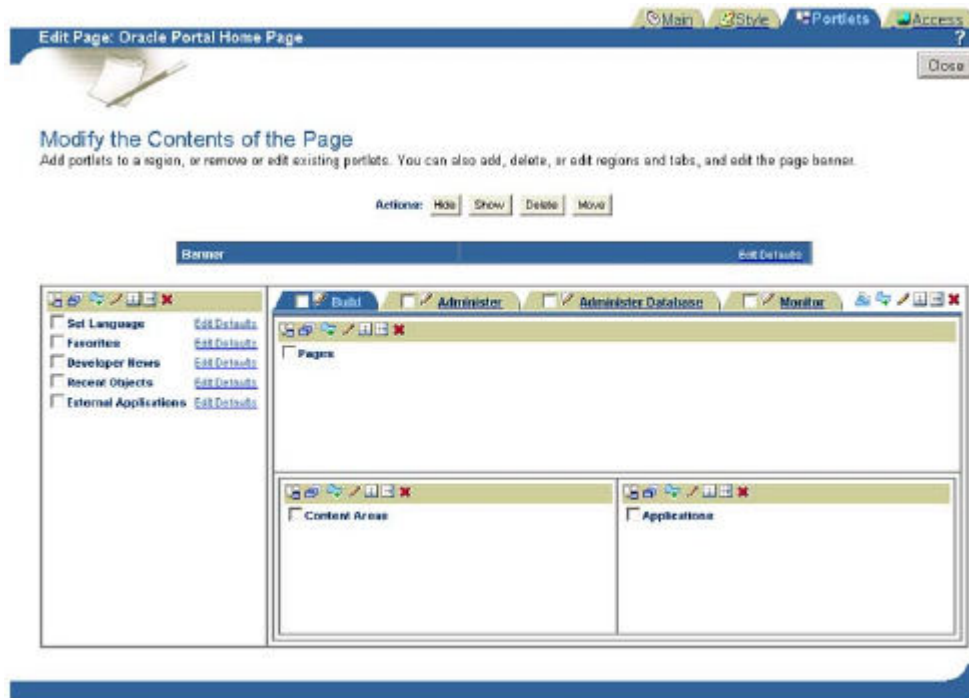 Main Style Portlets Access
Edit Page: Oracle Portal Home Page ?
Close
Modify the Contents of the Page
Add portlets to a region, or remove or edit existing portlets. You can also add, delete, or edit regions and tabs, and edit the page banner.
Actions: Hide Show Delete Move
Banner Edit Defaults
Build Administer Administer Database Monitor
Set Language Edit Defaults
Favorites Edit Defaults
Developer News Edit Defaults
Recent Objects Edit Defaults
External Applications Edit Defaults
Pages
Content Areas
Applications